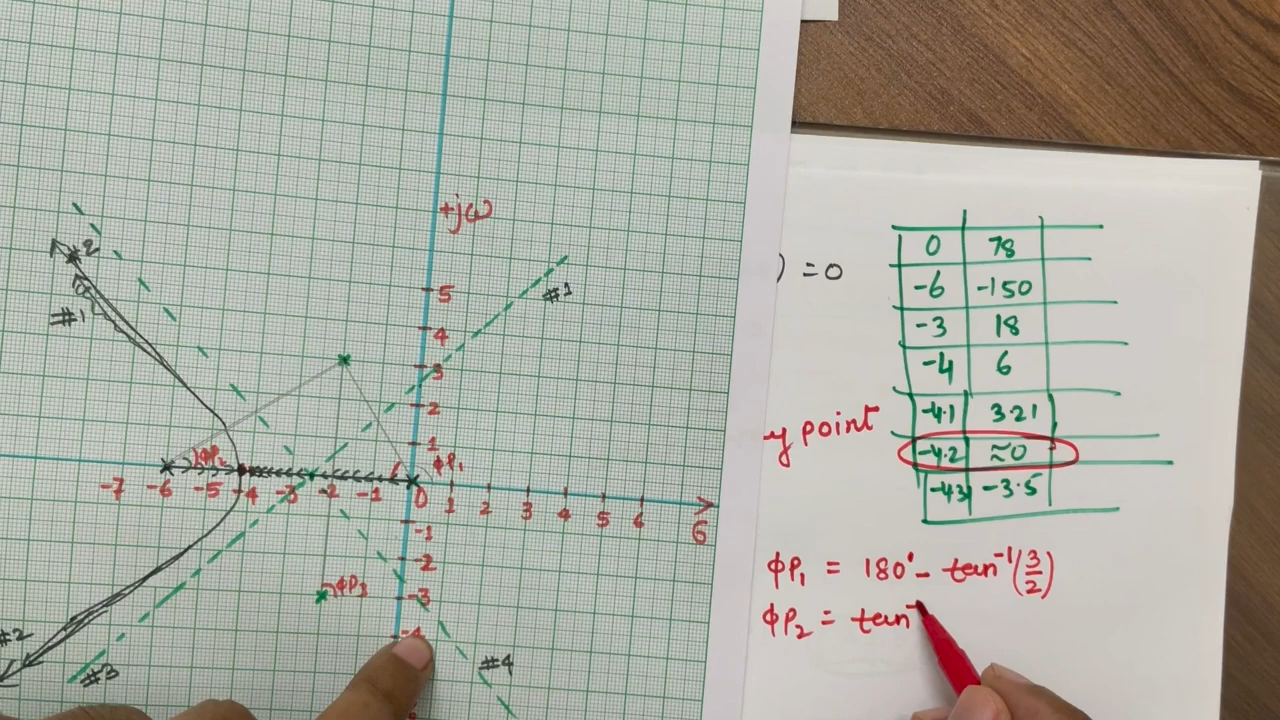 +jω
#2
#1
#1
5
4
3
2
1
ΦP₂
ΦP₁
-7 -6 -5 -4 -3 -2 -1 0 1 2 3 4 5 6
6
-1
-2
ΦP₃
-3
-4
#2
#3
#4
) = 0
0 78
-6 -150
-3 18
-4 6
-4.1 3.21
y point
-4.2 ≈0
-4.3 -3.5
ΦP₁ = 180° - tan⁻¹(3/2)
ΦP₂ = tan⁻